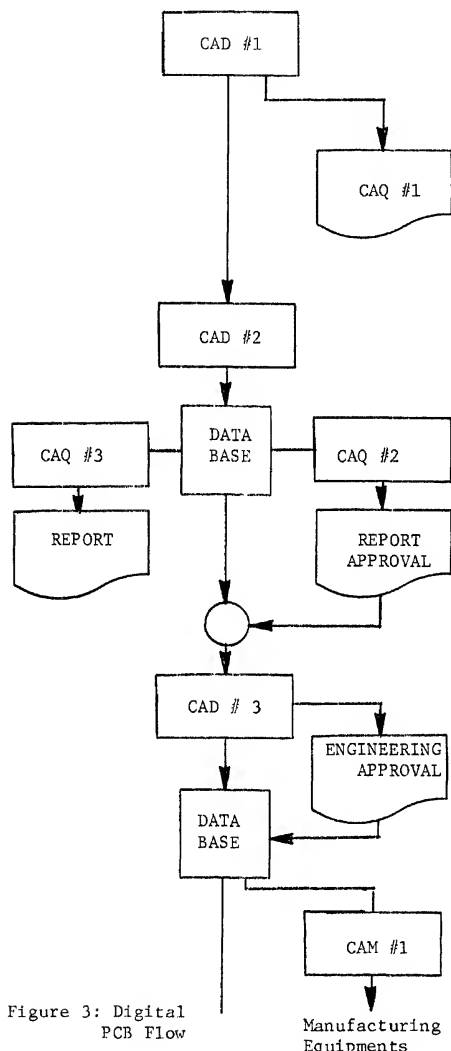 CAD #1
CAQ #1
CAD #2
DATA
BASE
CAQ #3
CAQ #2
REPORT
REPORT
APPROVAL
CAD # 3
ENGINEERING
APPROVAL
DATA
BASE
CAM #1
Figure 3: Digital
PCB Flow
Manufacturing
Equipments